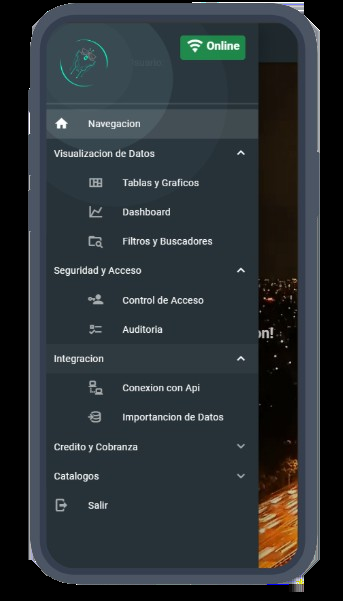 Online
Navegacion
Visualizacion de Datos
Tablas y Graficos
Dashboard
Filtros y Buscadores
Seguridad y Acceso
Control de Acceso
Auditoria
on!
Integracion
Conexion con Api
Importancion de Datos
Credito y Cobranza
Catalogos
Salir